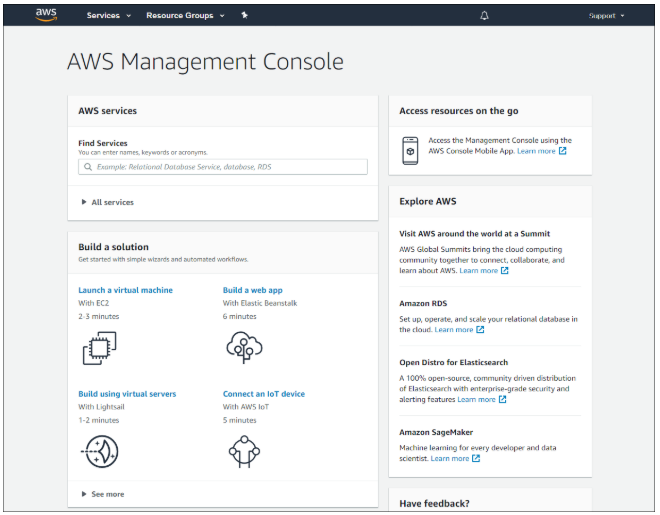 aws
Services
Resource Groups
Support
AWS Management Console
AWS services
Find Services
You can enter names, keywords or acronyms.
Example: Relational Database Service, database, RDS
All services
Build a solution
Get started with simple wizards and automated workflows.
Launch a virtual machine
With EC2
2-3 minutes
Build a web app
With Elastic Beanstalk
6 minutes
Build using virtual servers
With Lightsail
1-2 minutes
Connect an IoT device
With AWS IoT
5 minutes
See more
Access resources on the go
Access the Management Console using the
AWS Console Mobile App. Learn more
Explore AWS
Visit AWS around the world at a Summit
AWS Global Summits bring the cloud computing
community together to connect, collaborate, and
learn about AWS. Learn more
Amazon RDS
Set up, operate, and scale your relational database in
the cloud. Learn more
Open Distro for Elasticsearch
A 100% open-source, community driven distribution
of Elasticsearch with enterprise-grade security and
alerting features Learn more
Amazon SageMaker
Machine learning for every developer and data
scientist. Learn more
Have feedback?